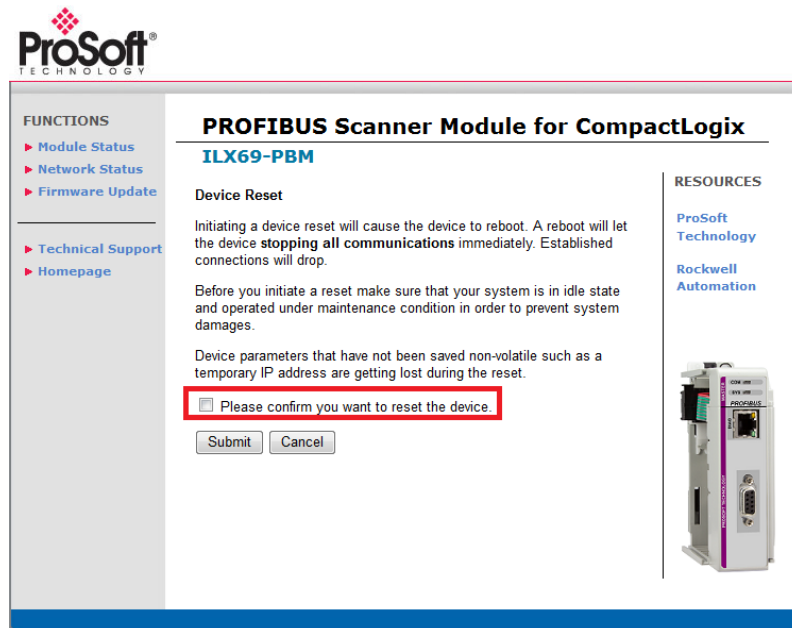 ProSoft®
TECHNOLOGY
FUNCTIONS
Module Status
Network Status
Firmware Update
Technical Support
Homepage
PROFIBUS Scanner Module for CompactLogix
ILX69-PBM
Device Reset
Initiating a device reset will cause the device to reboot. A reboot will let
the device stopping all communications immediately. Established
connections will drop.
Before you initiate a reset make sure that your system is in idle state
and operated under maintenance condition in order to prevent system
damages.
Device parameters that have not been saved non-volatile such as a
temporary IP address are getting lost during the reset.
Please confirm you want to reset the device.
Submit Cancel
RESOURCES
ProSoft
Technology
Rockwell
Automation
COM
SYS
PROFIBUS
MASTER
PROSOFT TECHNOLOGY